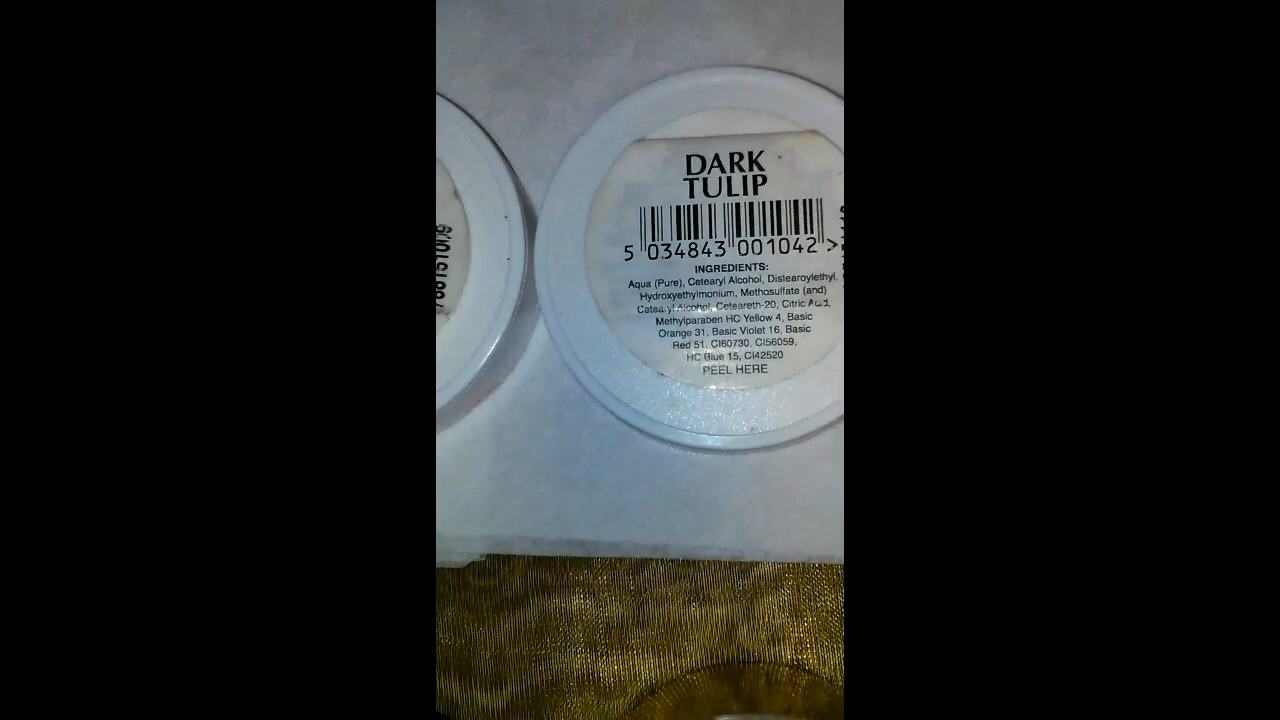 DARK
TULIP
5 034843 001042 >
INGREDIENTS:
Aqua (Pure), Cetearyl Alcohol, Distearoylethyl,
Hydroxyethylmonium, Methosulfate (and)
Catearyl Alcohol, Ceteareth-20, Citric Acid,
Methylparaben HC Yellow 4, Basic
Orange 31, Basic Violet 16, Basic
Red 51, CI60730, CI56059,
HC Blue 15, CI42520
PEEL HERE